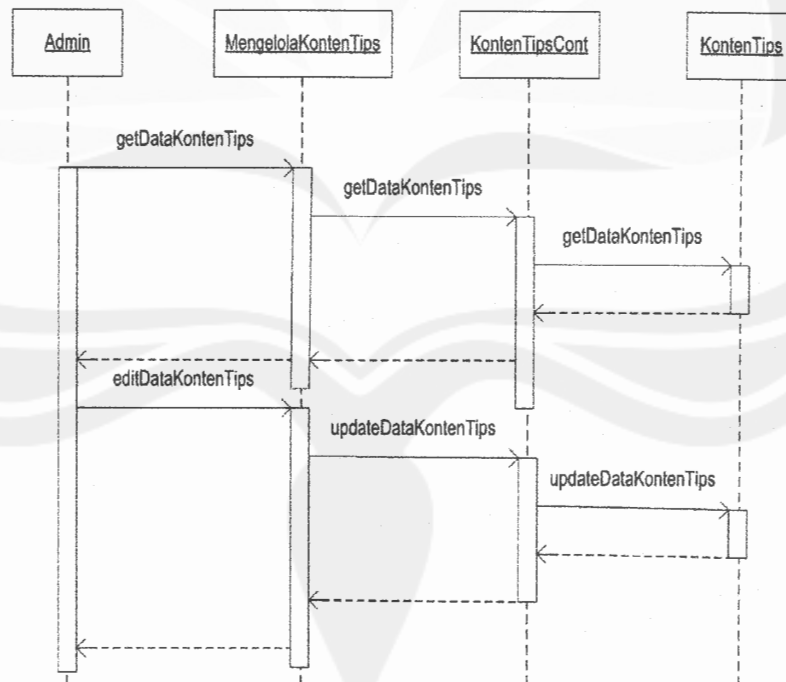 Admin
MengelolaKontenTips
KontenTipsCont
KontenTips
getDataKontenTips
getDataKontenTips
getDataKontenTips
editDataKontenTips
updateDataKontenTips
updateDataKontenTips